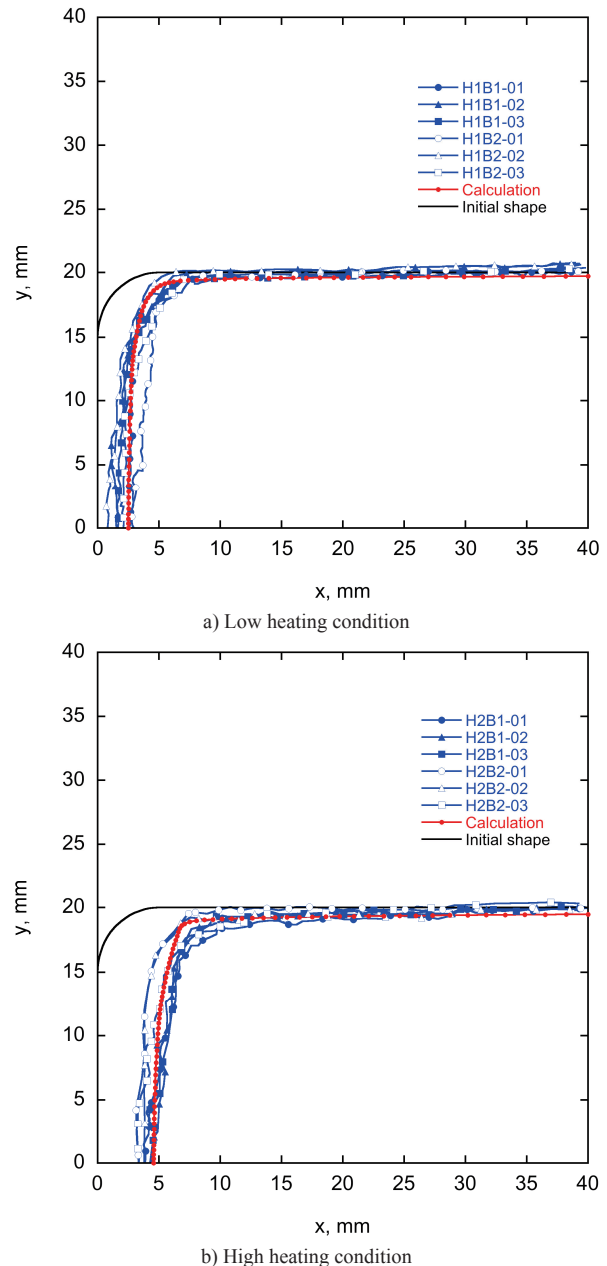 40
35
30
25
20
15
10
5
0
y, mm
H1B1-01
H1B1-02
H1B1-03
H1B2-01
H1B2-02
H1B2-03
Calculation
Initial shape
0 5 10 15 20 25 30 35 40
x, mm
a) Low heating condition
40
35
30
25
20
15
10
5
0
y, mm
H2B1-01
H2B1-02
H2B1-03
H2B2-01
H2B2-02
H2B2-03
Calculation
Initial shape
0 5 10 15 20 25 30 35 40
x, mm
b) High heating condition